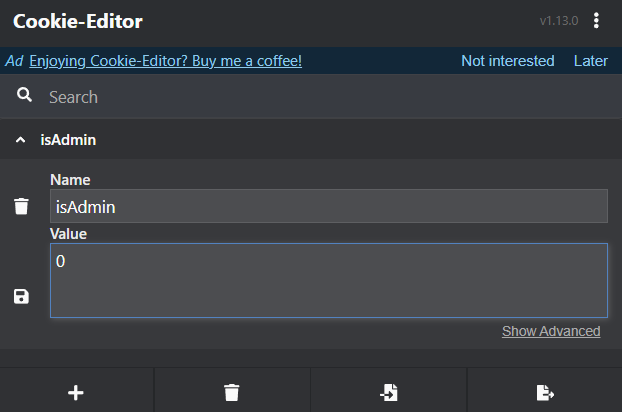 Cookie-Editor v1.13.0
Ad Enjoying Cookie-Editor? Buy me a coffee! Not interested Later
Search
isAdmin
Name
isAdmin
Value
0
Show Advanced